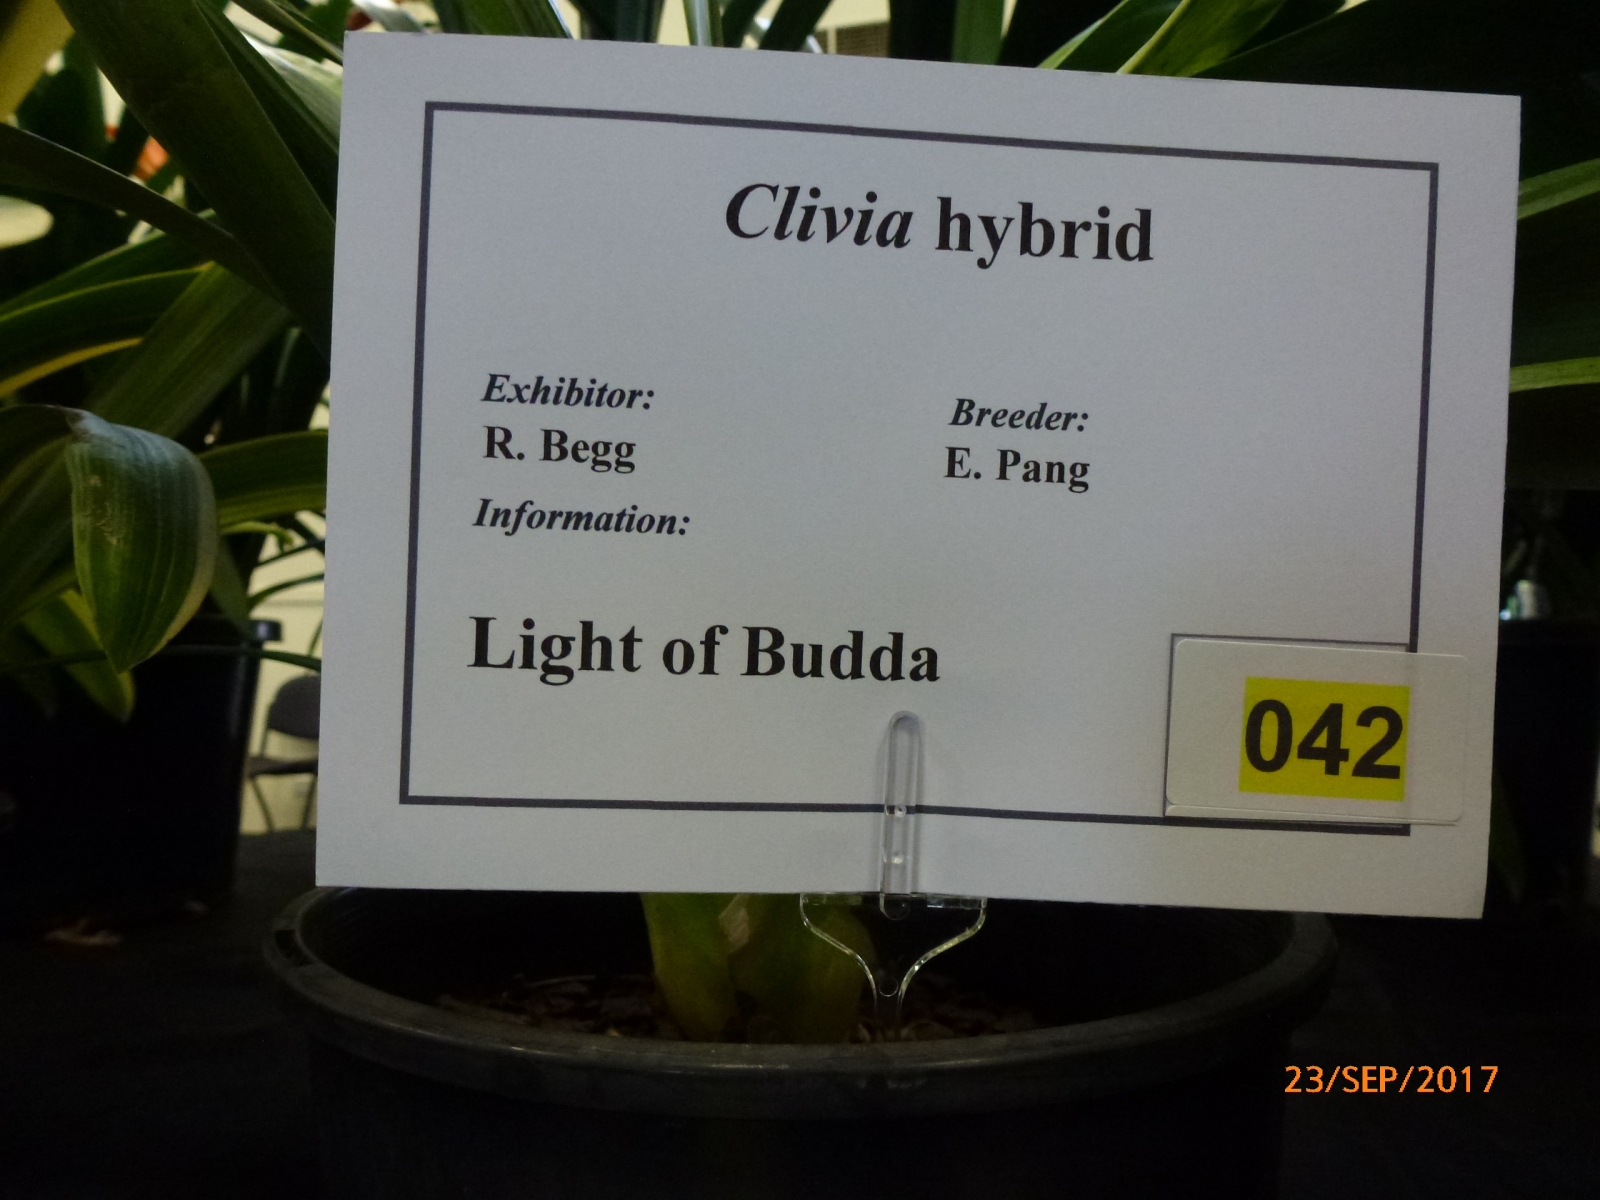 Clivia hybrid
Exhibitor:
R. Begg
Breeder:
E. Pang
Information:
Light of Budda
042
23/SEP/2017